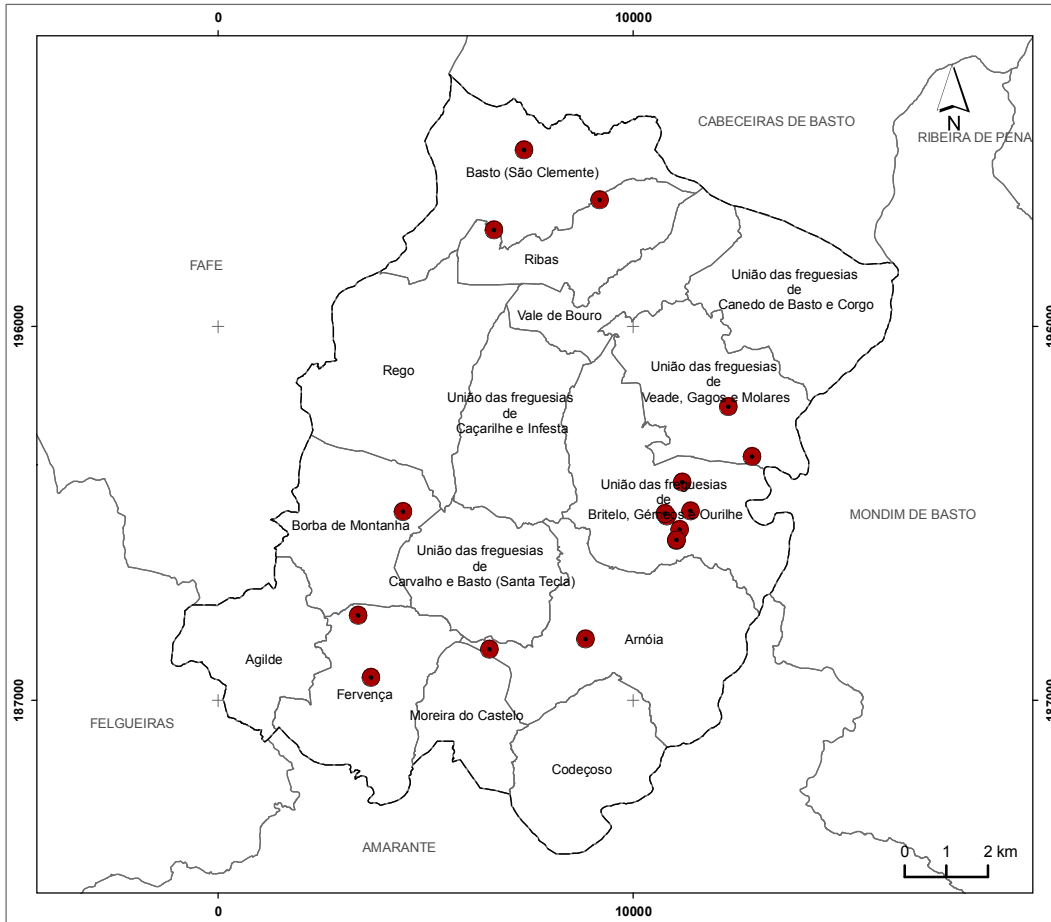 0
10000
CABECEIRAS DE BASTO
RIBEIRA DE PENA
N
Basto (São Clemente)
FAFE
Ribas
União das freguesias
de
Canedo de Basto e Corgo
Vale de Bouro
196000
196000
Rego
União das freguesias
de
Veade, Gagos e Molares
União das freguesias
de
Caçarilhe e Infesta
União das freguesias
de
Britelo, Gémeos e Ourilhe
MONDIM DE BASTO
Borba de Montanha
União das freguesias
de
Carvalho e Basto (Santa Tecla)
Arnóia
Agilde
Fervença
187000
187000
Moreira do Castelo
FELGUEIRAS
Codeçoso
AMARANTE
0 1 2 km
0
10000